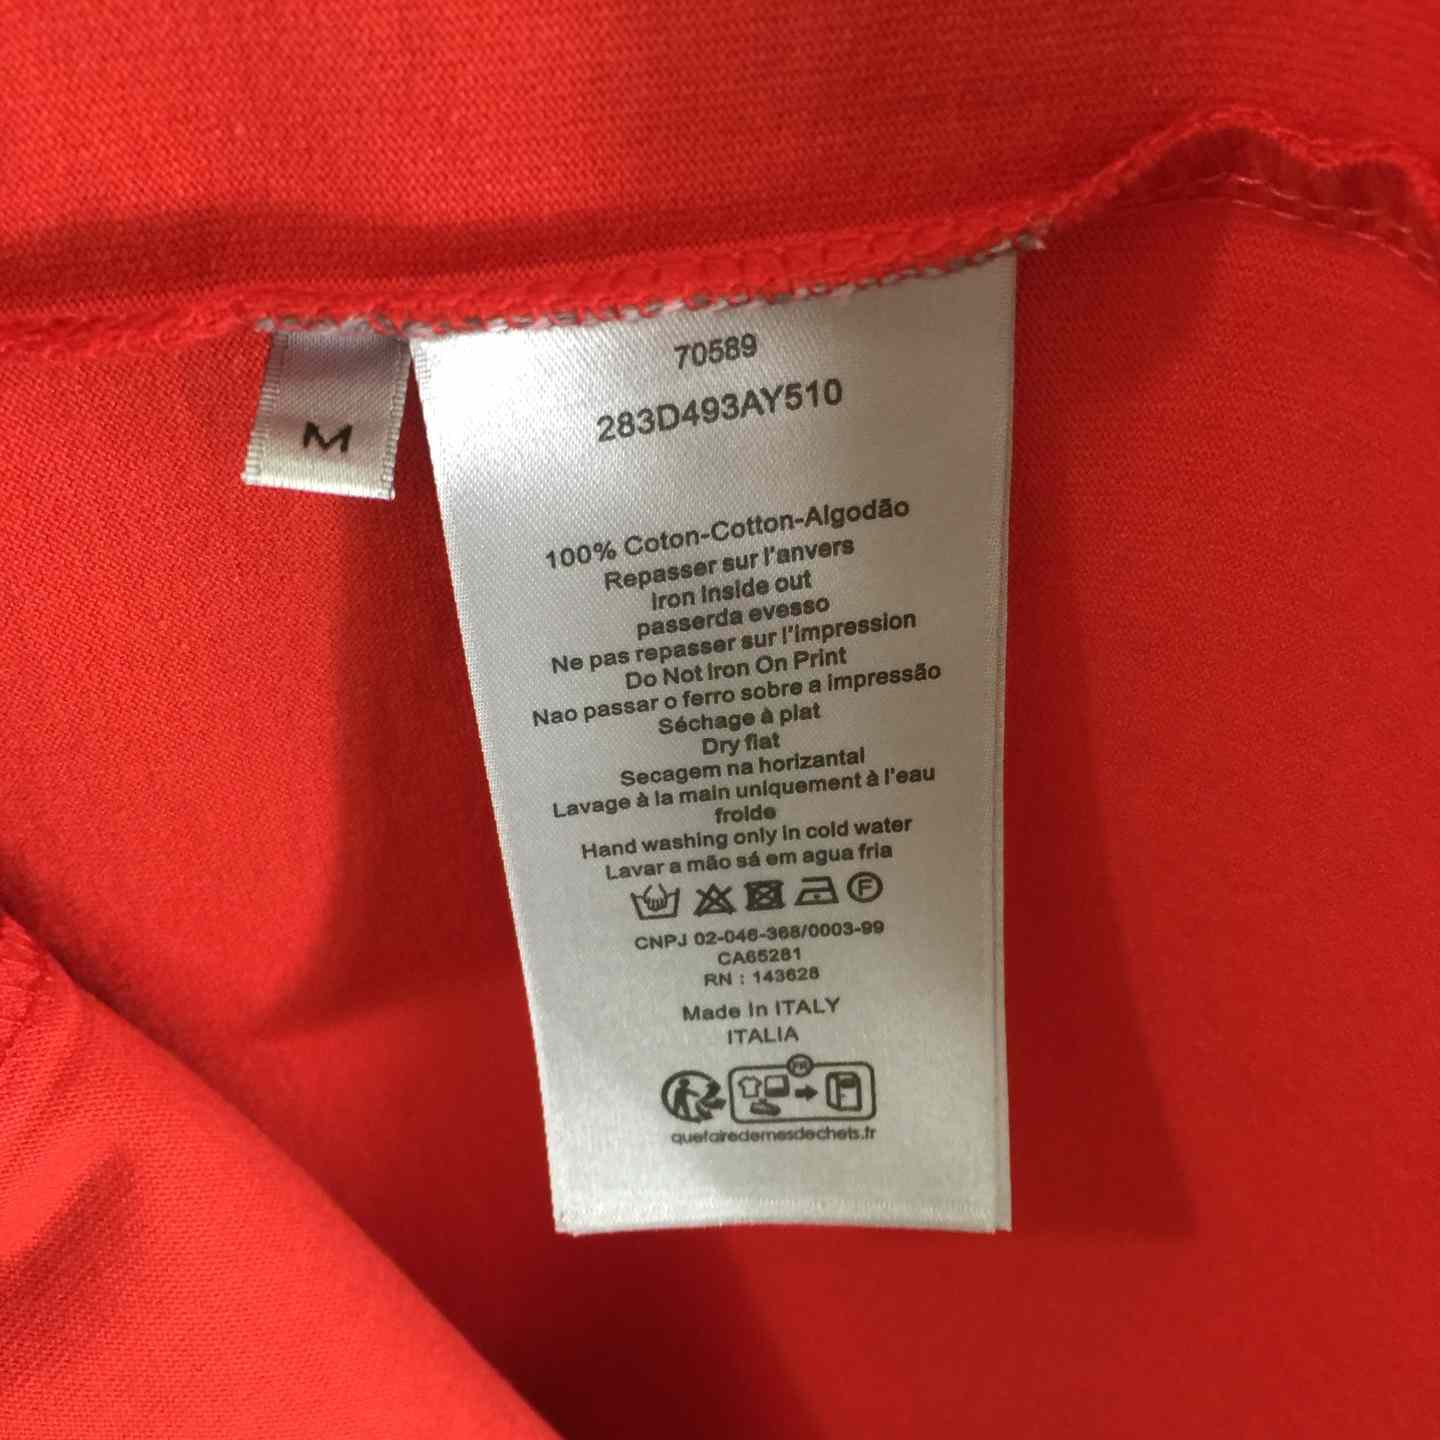 M
70589
283D493AY510
100% Coton-Cotton-Algodão
Repasser sur l'anvers
Iron Inside out
passerda evesso
Ne pas repasser sur l'impression
Do Not Iron On Print
Nao passar o ferro sobre a impressão
Séchage à plat
Dry flat
Secagem na horizantal
Lavage à la main uniquement à l'eau
froide
Hand washing only in cold water
Lavar a mão sá em agua fria
F
CNPJ 02-046-368/0003-99
CA65281
RN : 143628
Made In ITALY
ITALIA
FR
quefairedemesdechets.fr